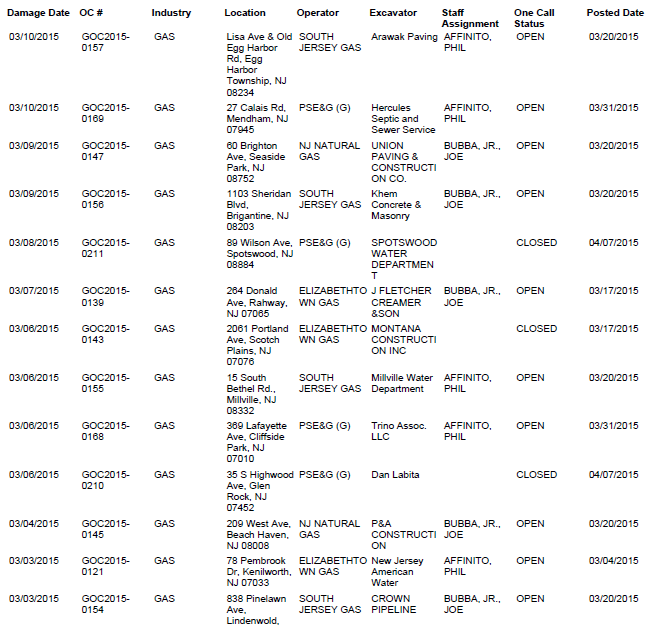 Damage Date OC # Industry Location Operator Excavator Staff Assignment One Call Status Posted Date
03/10/2015 GOC2015-0157 GAS Lisa Ave & Old Egg Harbor Rd, Egg Harbor Township, NJ 08234 SOUTH JERSEY GAS Arawak Paving AFFINITO, PHIL OPEN 03/20/2015
03/10/2015 GOC2015-0169 GAS 27 Calais Rd, Mendham, NJ 07945 PSE&G (G) Hercules Septic and Sewer Service AFFINITO, PHIL OPEN 03/31/2015
03/09/2015 GOC2015-0147 GAS 60 Brighton Ave, Seaside Park, NJ 08752 NJ NATURAL GAS UNION PAVING & CONSTRUCTION CO. BUBBA, JR., JOE OPEN 03/20/2015
03/09/2015 GOC2015-0156 GAS 1103 Sheridan Blvd, Brigantine, NJ 08203 SOUTH JERSEY GAS Khem Concrete & Masonry BUBBA, JR., JOE OPEN 03/20/2015
03/08/2015 GOC2015-0211 GAS 89 Wilson Ave, Spotswood, NJ 08884 PSE&G (G) SPOTSWOOD WATER DEPARTMENT CLOSED 04/07/2015
03/07/2015 GOC2015-0139 GAS 264 Donald Ave, Rahway, NJ 07065 ELIZABETHTOWN GAS J FLETCHER CREAMER &SON BUBBA, JR., JOE OPEN 03/17/2015
03/06/2015 GOC2015-0143 GAS 2061 Portland Ave, Scotch Plains, NJ 07076 ELIZABETHTOWN GAS MONTANA CONSTRUCTION INC CLOSED 03/17/2015
03/06/2015 GOC2015-0155 GAS 15 South Bethel Rd., Millville, NJ 08332 SOUTH JERSEY GAS Millville Water Department AFFINITO, PHIL OPEN 03/20/2015
03/06/2015 GOC2015-0168 GAS 369 Lafayette Ave, Cliffside Park, NJ 07010 PSE&G (G) Trino Assoc. LLC AFFINITO, PHIL OPEN 03/31/2015
03/06/2015 GOC2015-0210 GAS 35 S Highwood Ave, Glen Rock, NJ 07452 PSE&G (G) Dan Labita CLOSED 04/07/2015
03/04/2015 GOC2015-0145 GAS 209 West Ave, Beach Haven, NJ 08008 NJ NATURAL GAS P&A CONSTRUCTION BUBBA, JR., JOE OPEN 03/20/2015
03/03/2015 GOC2015-0121 GAS 78 Pembrook Dr, Kenilworth, NJ 07033 ELIZABETHTOWN GAS New Jersey American Water AFFINITO, PHIL OPEN 03/04/2015
03/03/2015 GOC2015-0154 GAS 838 Pinelawn Ave, Lindenwold, SOUTH JERSEY GAS CROWN PIPELINE BUBBA, JR., JOE OPEN 03/20/2015